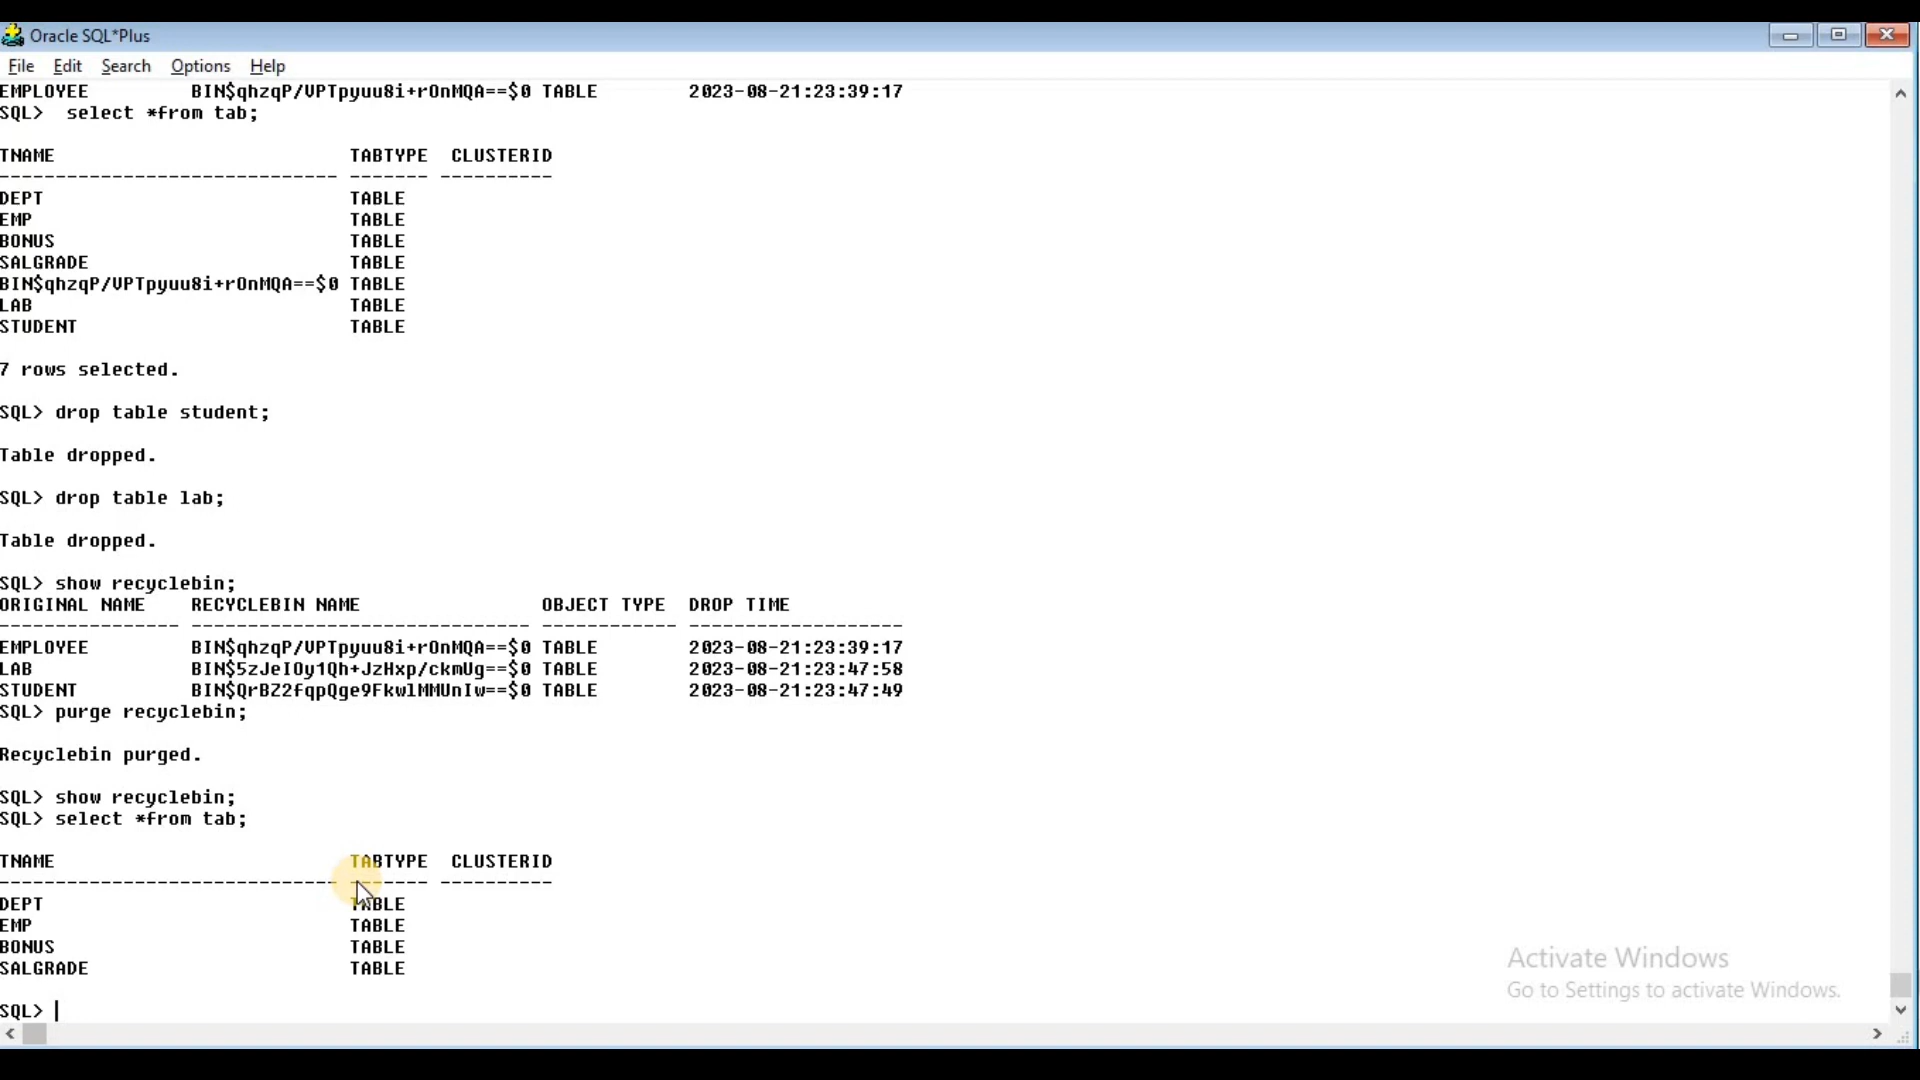 Oracle SQL*Plus
File Edit Search Options Help
EMPLOYEE BIN$qhzqP/VPTpyuu8i+rOnMQA==$0 TABLE 2023-08-21:23:39:17
SQL> select *from tab;
TNAME TABTYPE CLUSTERID
------------------------------ ------- ----------
DEPT TABLE
EMP TABLE
BONUS TABLE
SALGRADE TABLE
BIN$qhzqP/VPTpyuu8i+rOnMQA==$0 TABLE
LAB TABLE
STUDENT TABLE
7 rows selected.
SQL> drop table student;
Table dropped.
SQL> drop table lab;
Table dropped.
SQL> show recyclebin;
ORIGINAL NAME RECYCLEBIN NAME OBJECT TYPE DROP TIME
---------------- ------------------------------ ------------ -------------------
EMPLOYEE BIN$qhzqP/VPTpyuu8i+rOnMQA==$0 TABLE 2023-08-21:23:39:17
LAB BIN$5zJeIOy1Qh+JzHxp/ckmUg==$0 TABLE 2023-08-21:23:47:58
STUDENT BIN$QrBZ2fqpQge9FkwlMMUnIw==$0 TABLE 2023-08-21:23:47:49
SQL> purge recyclebin;
Recyclebin purged.
SQL> show recyclebin;
SQL> select *from tab;
TNAME TABTYPE CLUSTERID
------------------------------ ------- ----------
DEPT TABLE
EMP TABLE
BONUS TABLE
SALGRADE TABLE
SQL>
Activate Windows
Go to Settings to activate Windows.